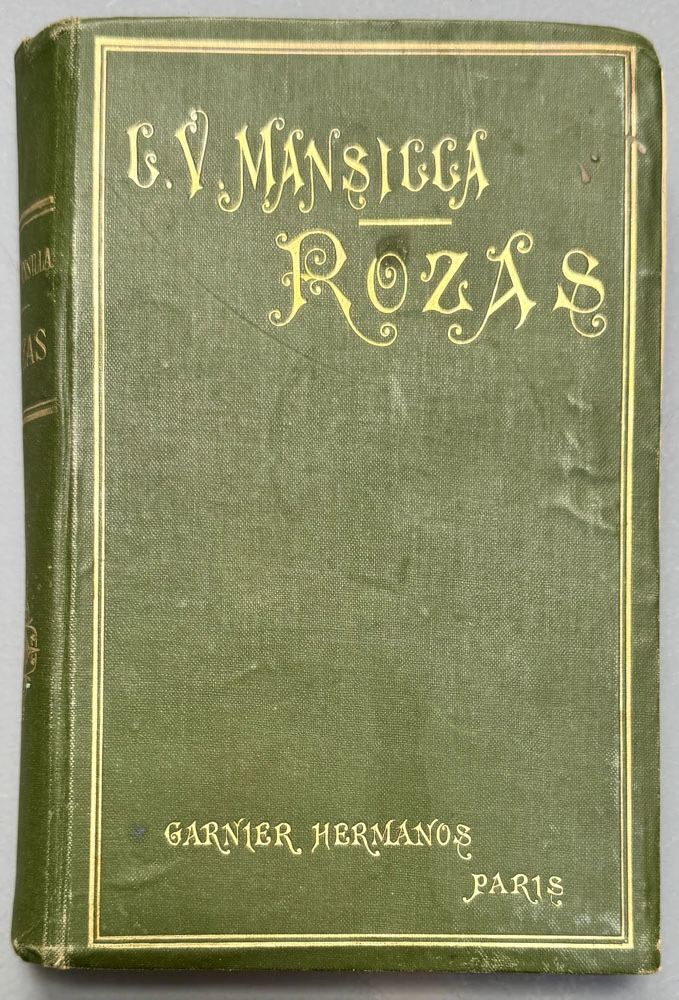 L. V. MANSILLA
ROZAS
GARNIER HERMANOS
PARIS